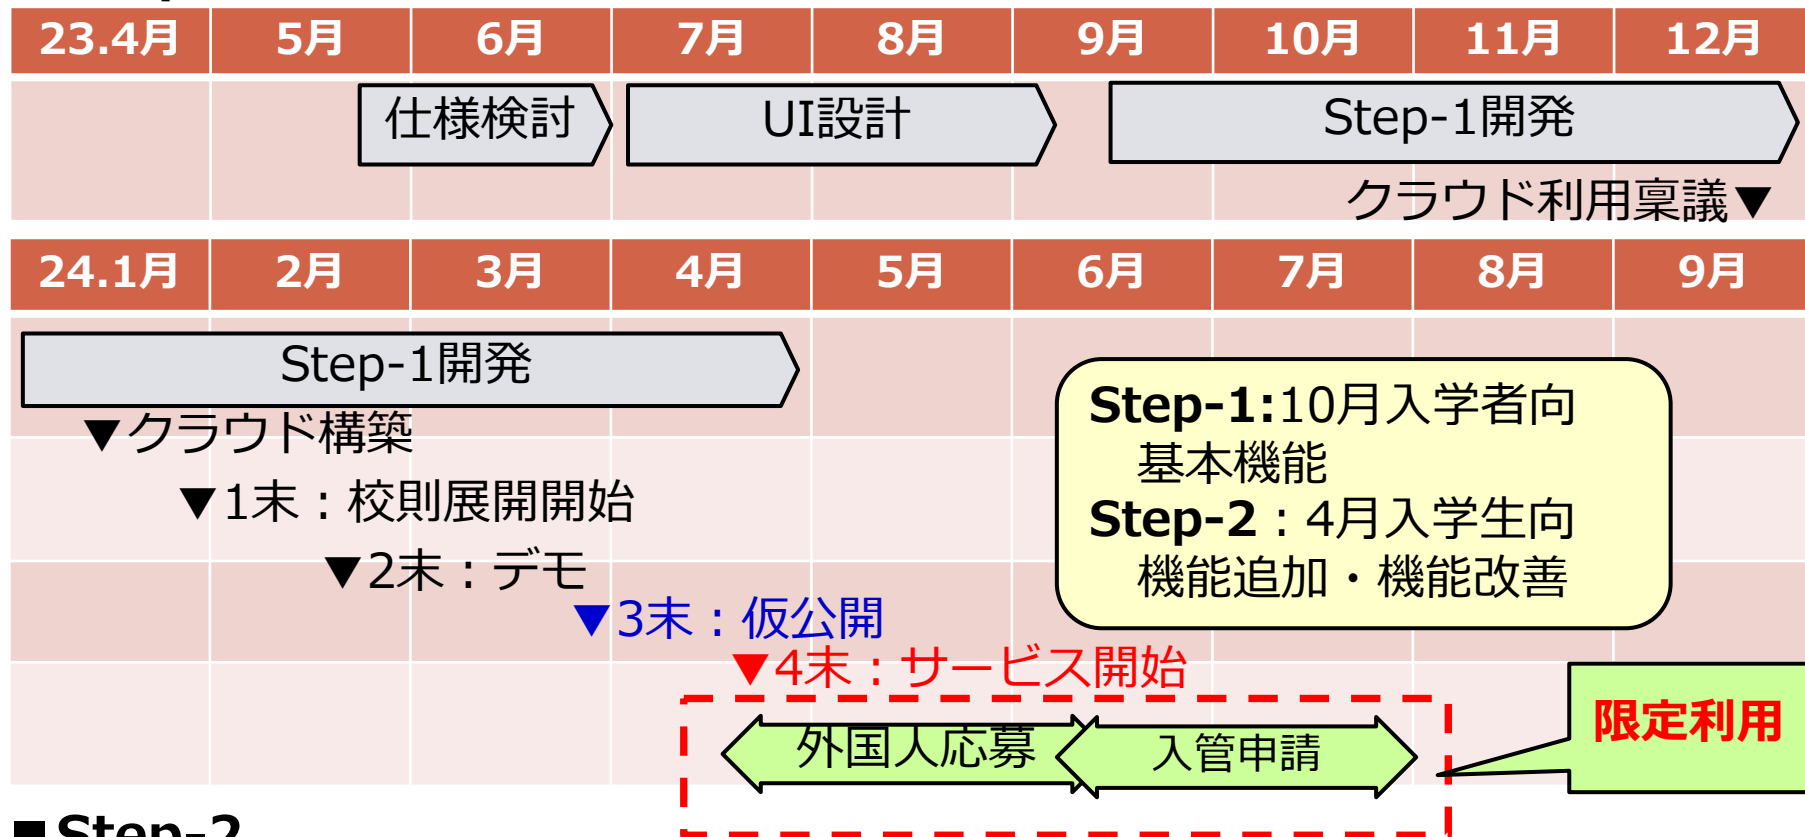 23.4月 5月 6月 7月 8月 9月 10月 11月 12月
仕様検討 UI設計 Step-1開発
クラウド利用稟議▼
24.1月 2月 3月 4月 5月 6月 7月 8月 9月
Step-1開発
▼クラウド構築
▼1末：校則展開開始
▼2末：デモ
▼3末：仮公開
▼4末：サービス開始
Step-1:10月入学者向
基本機能
Step-2：4月入学生向
機能追加・機能改善
外国人応募 入管申請
限定利用
■Step-2